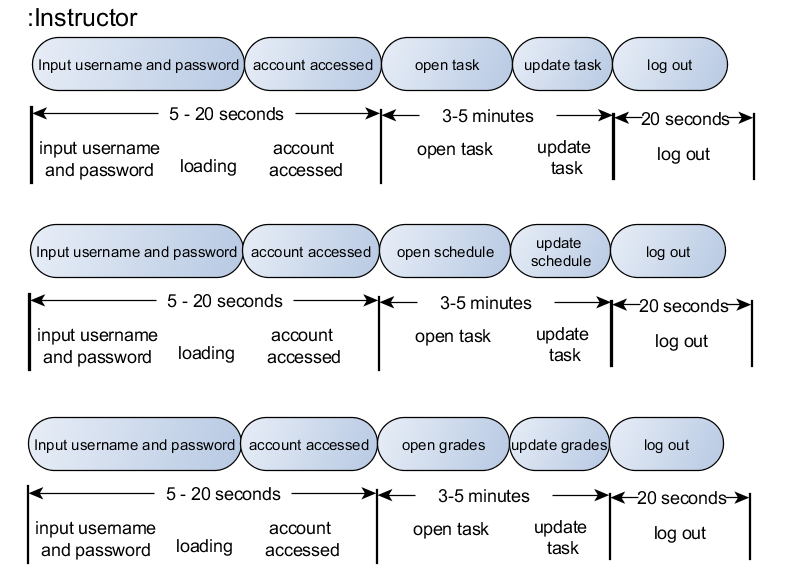 :Instructor
Input username and password account accessed open task update task log out
5 - 20 seconds 3-5 minutes 20 seconds
input username and password loading account accessed open task update task log out
Input username and password account accessed open schedule update schedule log out
5 - 20 seconds 3-5 minutes 20 seconds
input username and password loading account accessed open task update task log out
Input username and password account accessed open grades update grades log out
5 - 20 seconds 3-5 minutes 20 seconds
input username and password loading account accessed open task update task log out